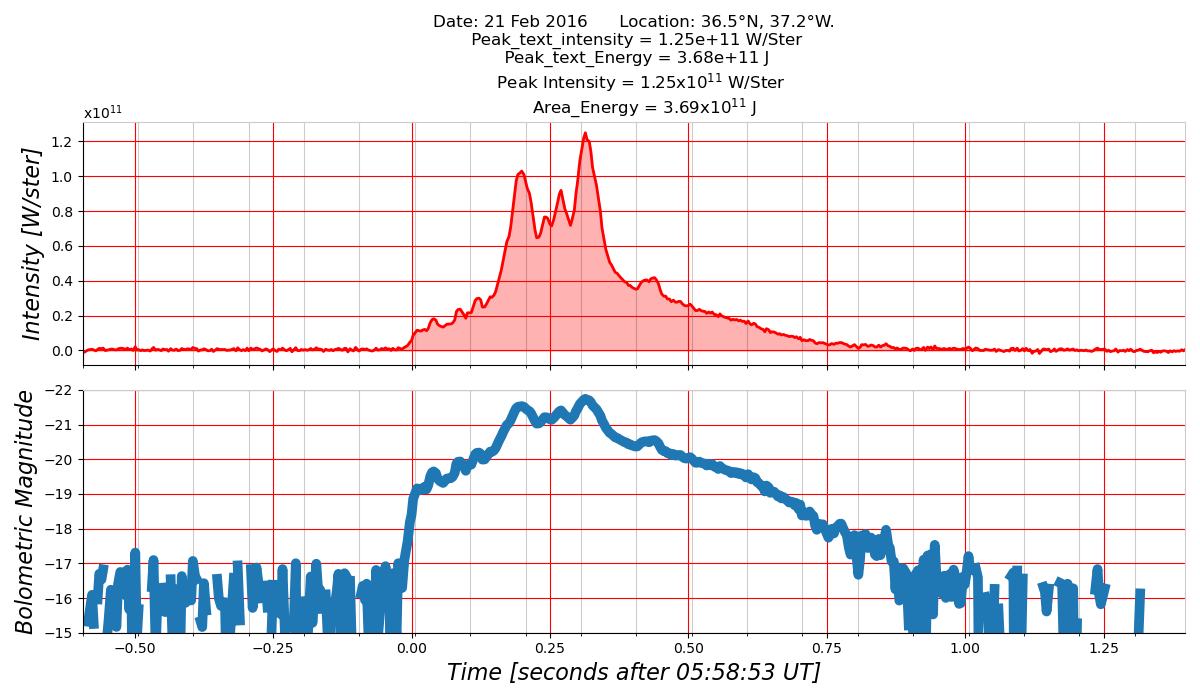 Date: 21 Feb 2016      Location: 36.5°N, 37.2°W.
Peak_text_intensity = 1.25e+11 W/Ster
Peak_text_Energy = 3.68e+11 J
Peak Intensity = 1.25x10¹¹ W/Ster
Area_Energy = 3.69x10¹¹ J
x10¹¹
1.2
1.0
0.8
0.6
0.4
0.2
0.0
Intensity [W/ster]
−22
−21
−20
−19
−18
−17
−16
−15
Bolometric Magnitude
−0.50 −0.25 0.00 0.25 0.50 0.75 1.00 1.25
Time [seconds after 05:58:53 UT]